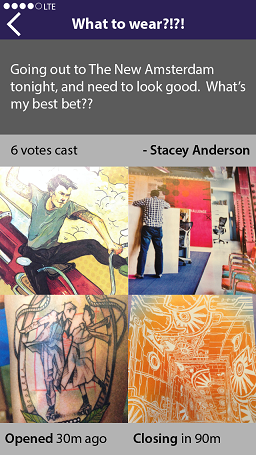 LTE
What to wear?!?!
Going out to The New Amsterdam
tonight, and need to look good. What's
my best bet??
6 votes cast
- Stacey Anderson
Opened 30m ago
Closing in 90m